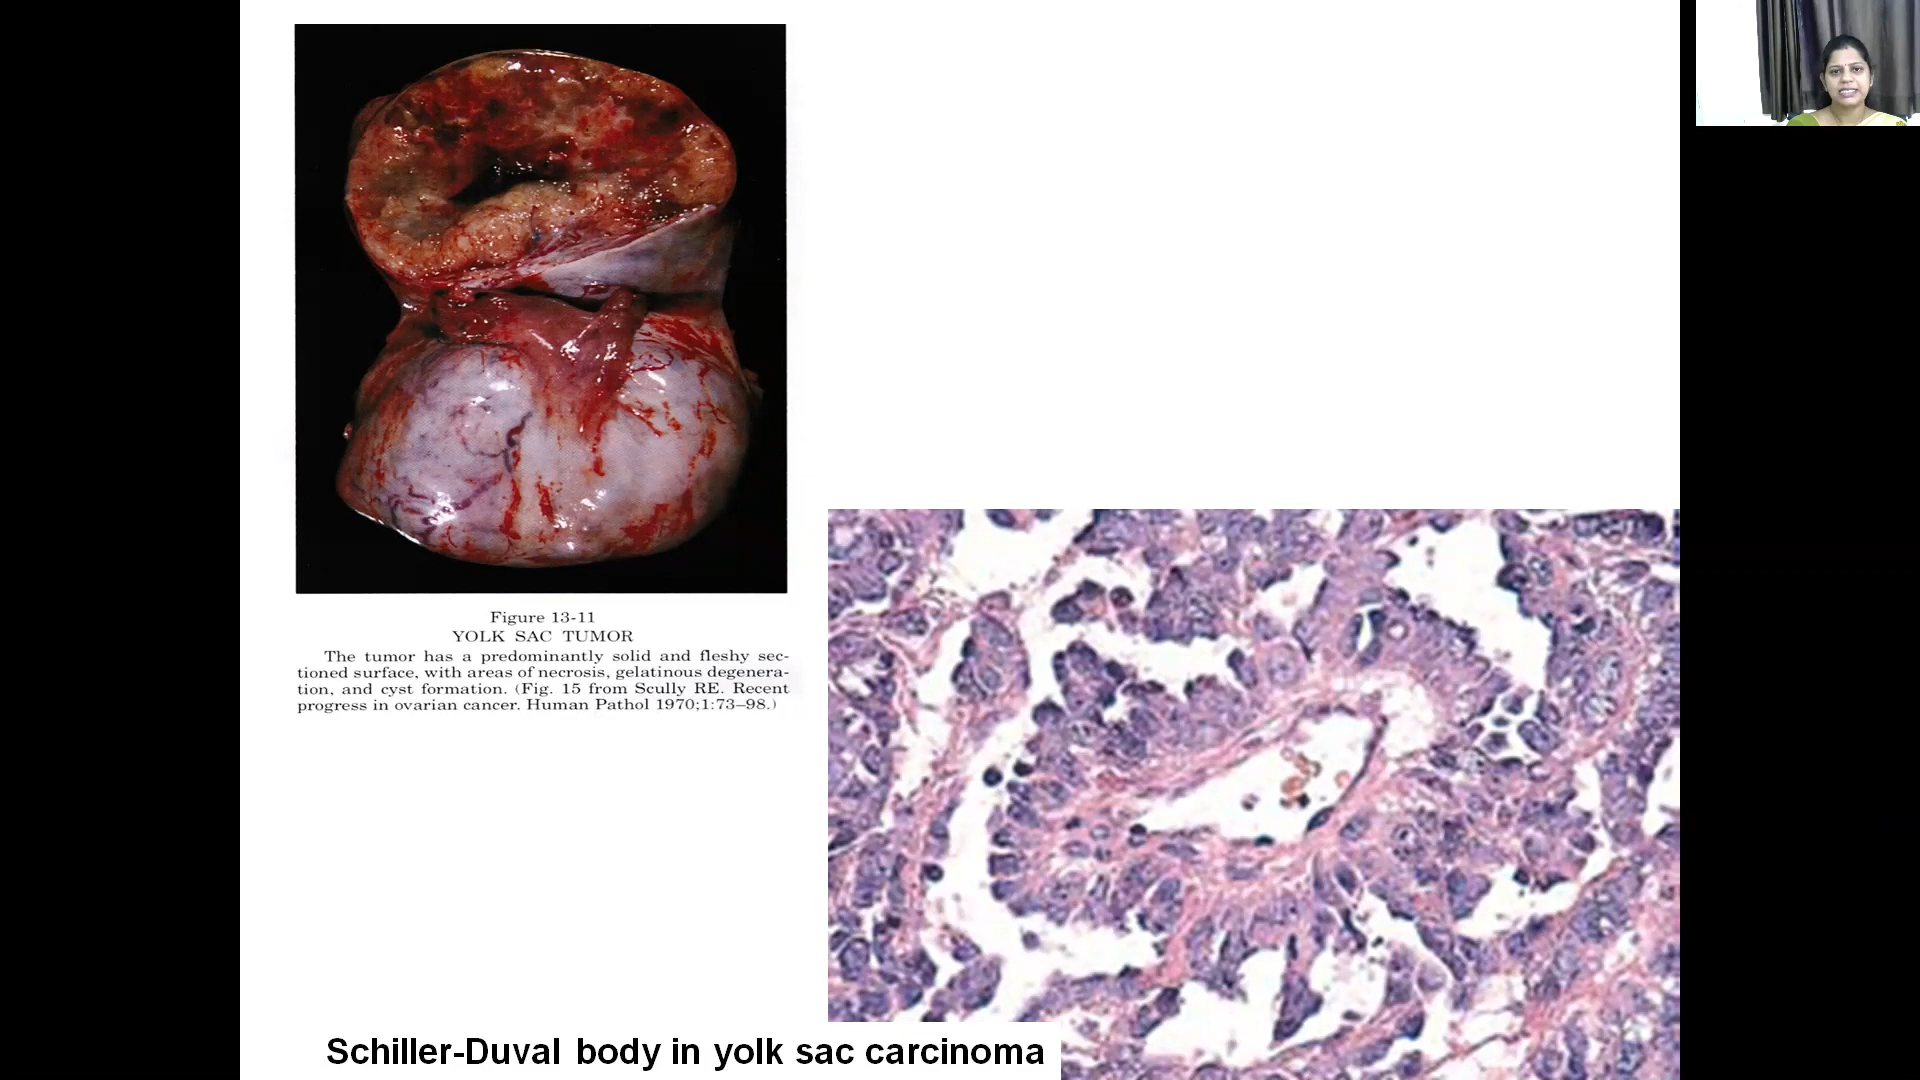 Figure 13-11
YOLK SAC TUMOR
The tumor has a predominantly solid and fleshy sec-
tioned surface, with areas of necrosis, gelatinous degenera-
tion, and cyst formation. (Fig. 15 from Scully RE. Recent
progress in ovarian cancer. Human Pathol 1970;1:73–98.)
Schiller-Duval body in yolk sac carcinoma